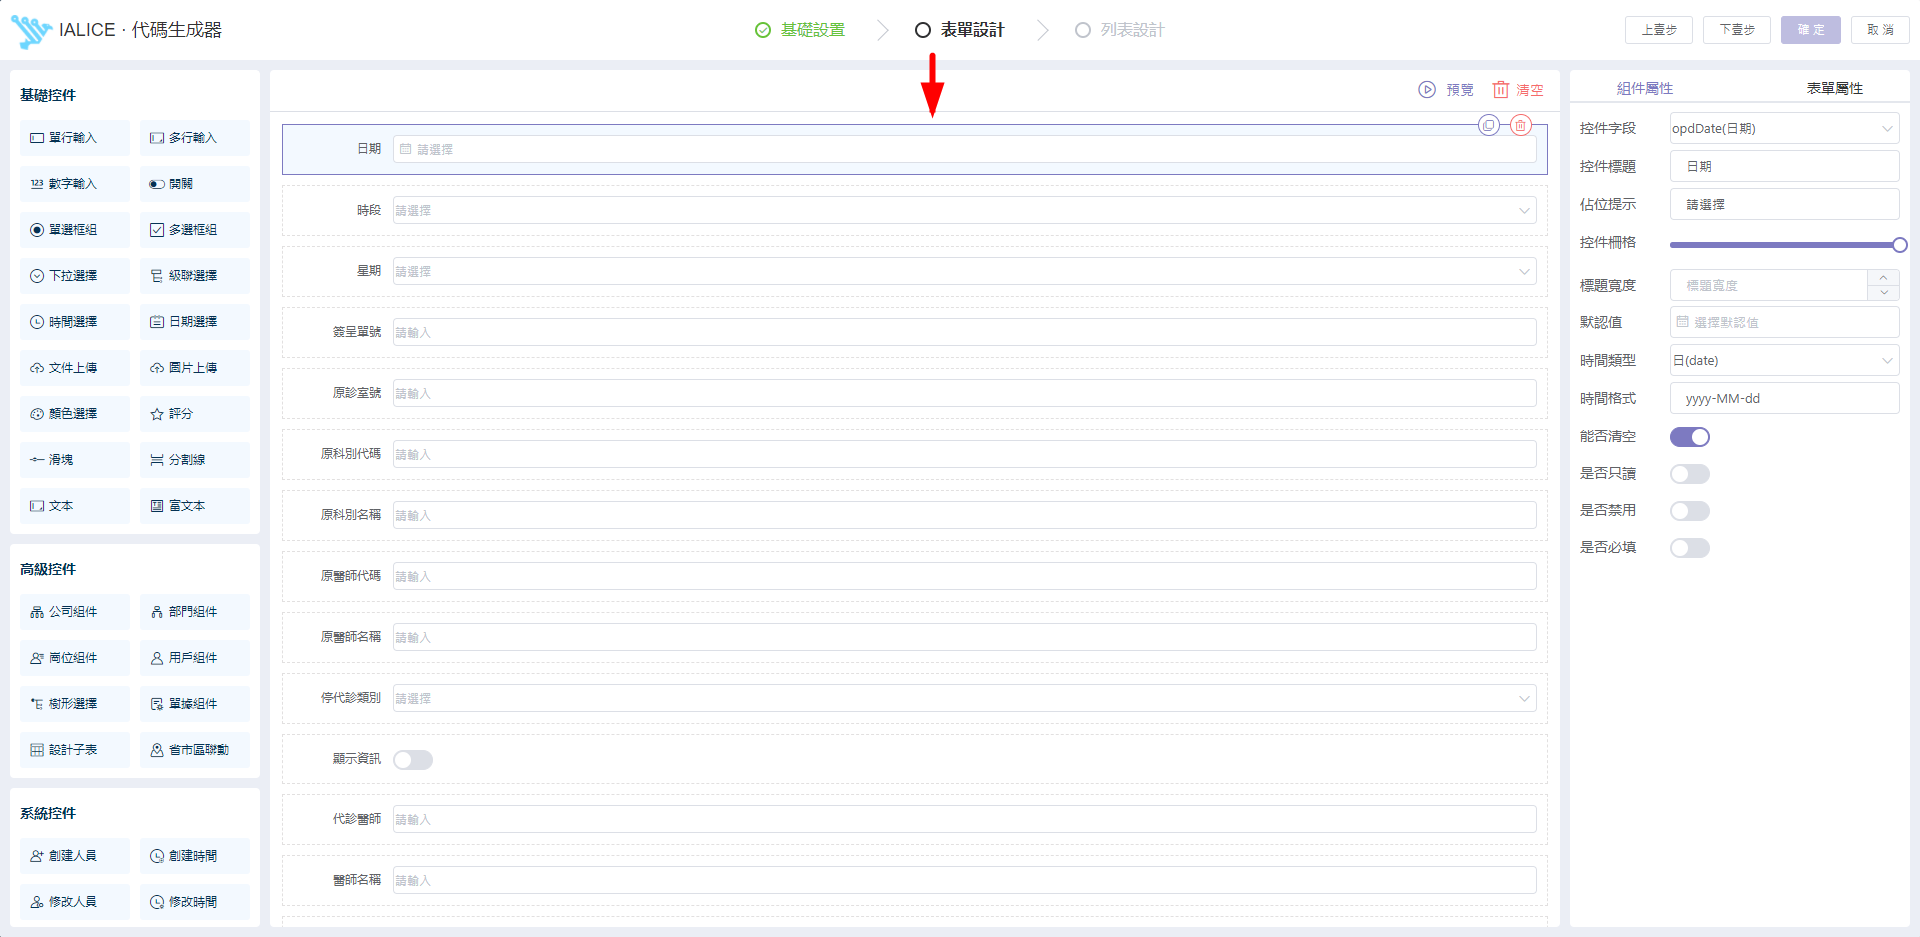 IALICE · 代碼生成器
基礎設置
表單設計
列表設計
上壹步
下壹步
確定
取消
基礎控件
單行輸入
多行輸入
數字輸入
開關
單選框組
多選框組
下拉選擇
級聯選擇
時間選擇
日期選擇
文件上傳
圖片上傳
顏色選擇
評分
滑塊
分割線
文本
富文本
高級控件
公司組件
部門組件
崗位組件
用戶組件
樹形選擇
單據組件
設計子表
省市區聯動
系統控件
創建人員
創建時間
修改人員
修改時間
預覽
清空
日期
請選擇
時段
請選擇
星期
請選擇
簽呈單號
請輸入
原診室號
請輸入
原科別代碼
請輸入
原科別名稱
請輸入
原醫師代碼
請輸入
原醫師名稱
請輸入
停代診類別
請選擇
顯示資訊
代診醫師
請輸入
醫師名稱
請輸入
組件屬性
表單屬性
控件字段
opdDate(日期)
控件標題
日期
佔位提示
請選擇
控件柵格
標題寬度
標題寬度
默認值
選擇默認值
時間類型
日(date)
時間格式
yyyy-MM-dd
能否清空
是否只讀
是否禁用
是否必填